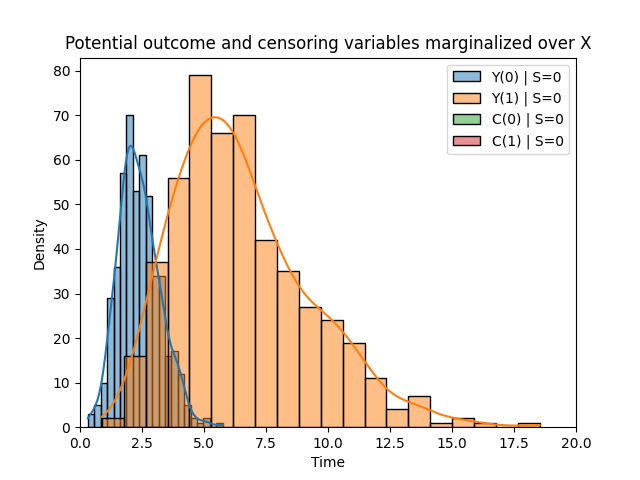 Potential outcome and censoring variables marginalized over X
Y(0) | S=0
Y(1) | S=0
C(0) | S=0
C(1) | S=0
Density
80
70
60
50
40
30
20
10
0
0.0 2.5 5.0 7.5 10.0 12.5 15.0 17.5 20.0
Time